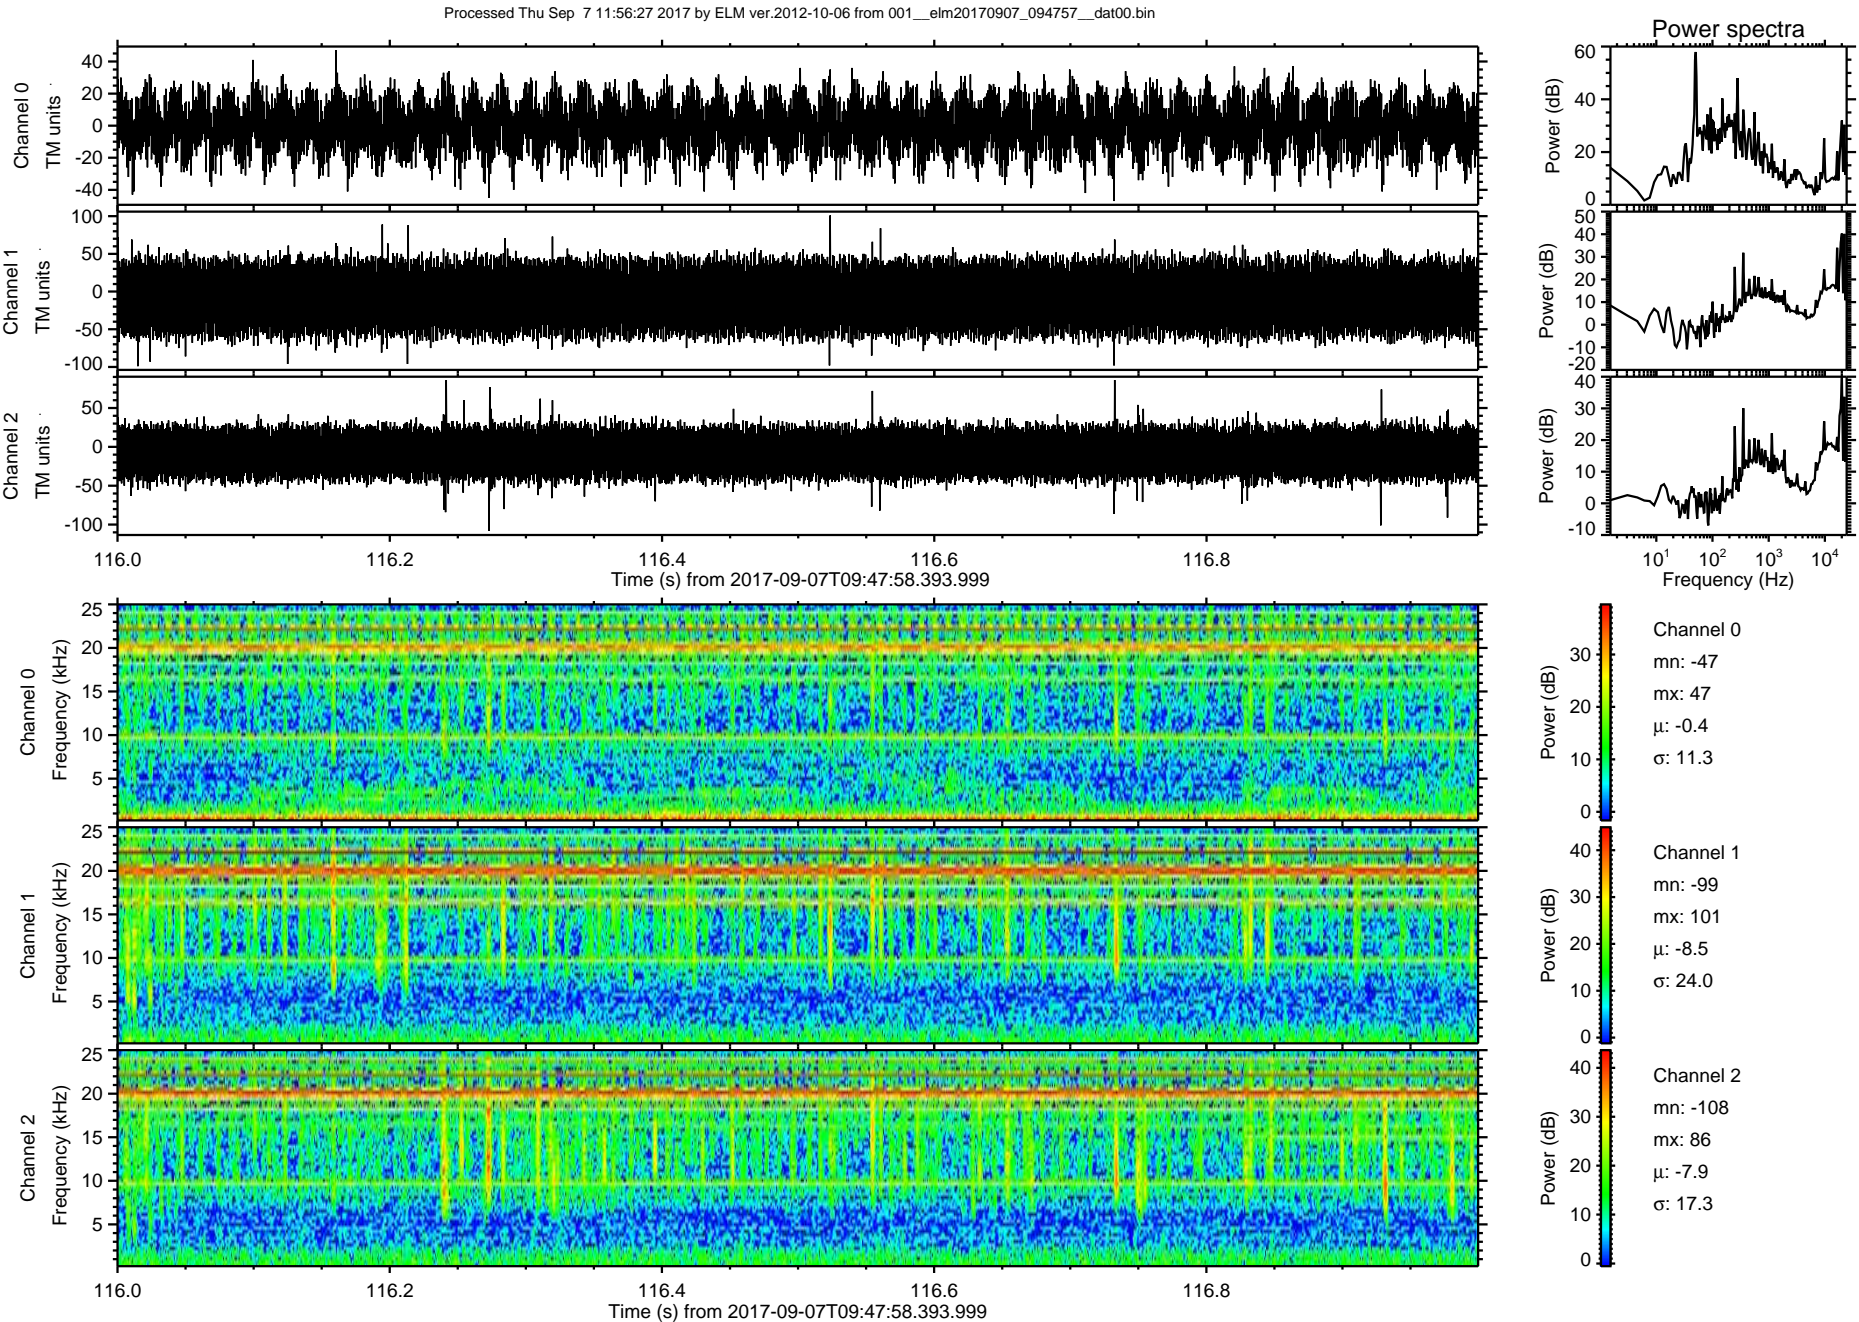 Processed Thu Sep  7 11:56:27 2017 by ELM ver.2012-10-06 from 001__elm20170907_094757__dat00.bin
Power spectra
Channel 0
TM units
40
20
0
-20
-40
Power (dB)
60
40
20
0
Channel 1
TM units
100
50
0
-50
-100
Power (dB)
50
40
30
20
10
0
-10
-20
Channel 2
TM units
50
0
-50
-100
Power (dB)
40
30
20
10
0
-10
116.0 116.2 116.4 116.6 116.8
Time (s) from 2017-09-07T09:47:58.393.999
10^1 10^2 10^3 10^4
Frequency (Hz)
Channel 0
Frequency (kHz)
25
20
15
10
5
Power (dB)
30
20
10
0
Channel 0
mn: -47
mx: 47
μ: -0.4
σ: 11.3
Channel 1
Frequency (kHz)
25
20
15
10
5
Power (dB)
40
30
20
10
0
Channel 1
mn: -99
mx: 101
μ: -8.5
σ: 24.0
Channel 2
Frequency (kHz)
25
20
15
10
5
Power (dB)
40
30
20
10
0
Channel 2
mn: -108
mx: 86
μ: -7.9
σ: 17.3
116.0 116.2 116.4 116.6 116.8
Time (s) from 2017-09-07T09:47:58.393.999